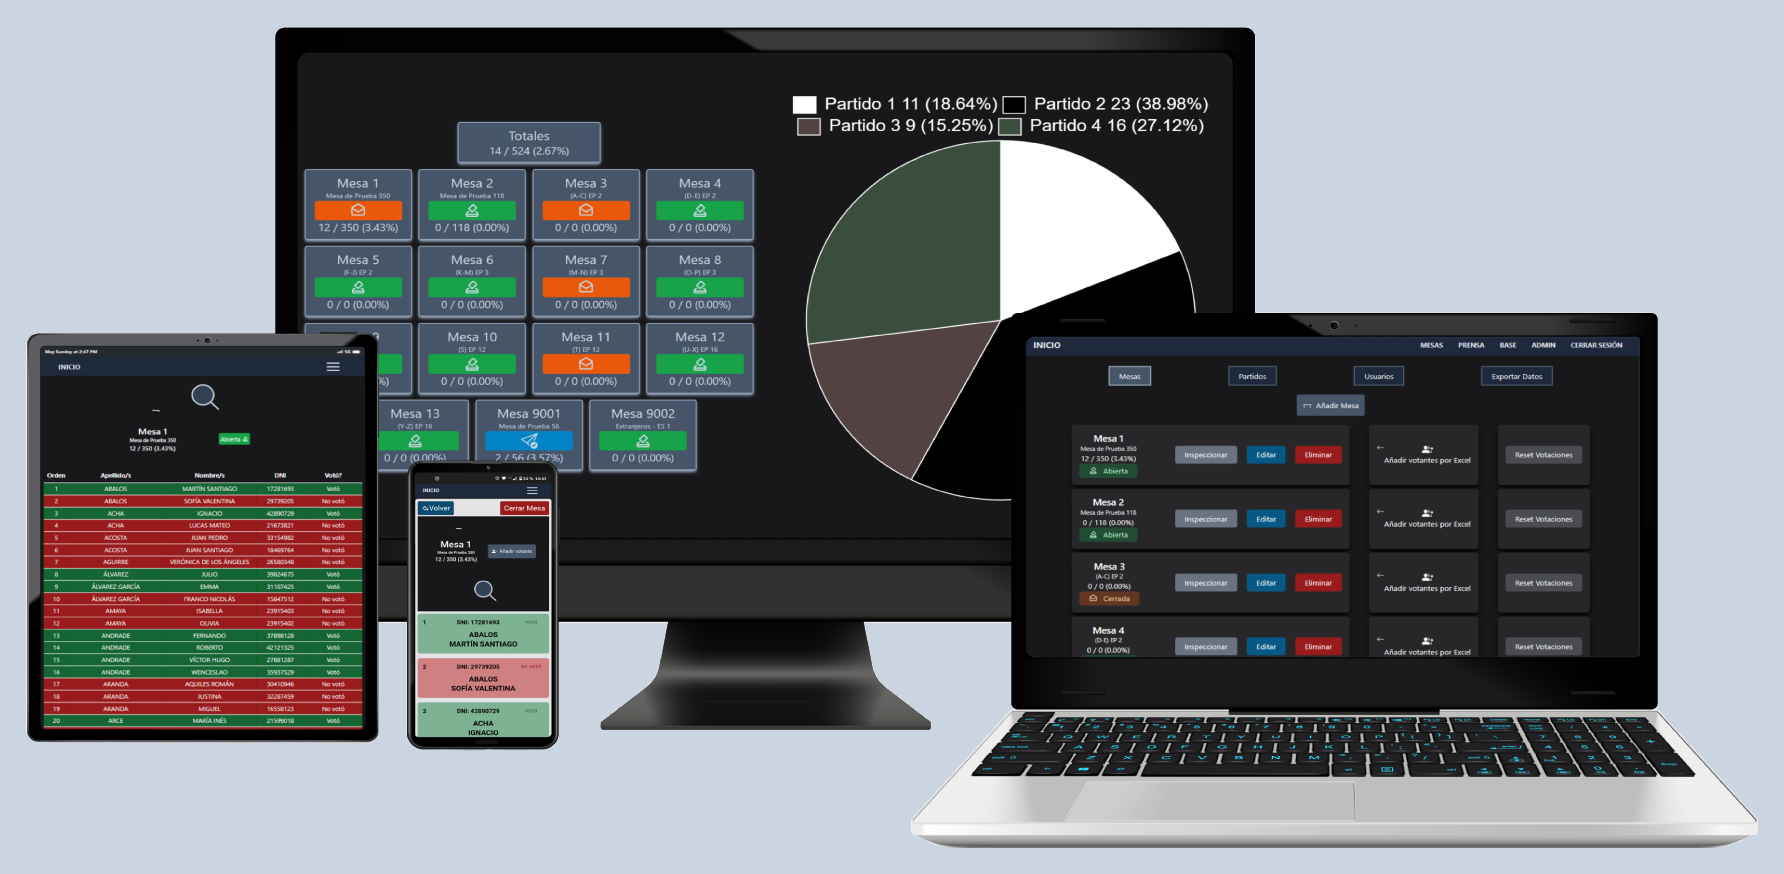 Partido 1 11 (18.64%) Partido 2 23 (38.98%)
Partido 3 9 (15.25%) Partido 4 16 (27.12%)
Totales
14 / 524 (2.67%)
Mesa 1
Mesa de Prueba 350
12 / 350 (3.43%)
Mesa 2
Mesa de Prueba 118
0 / 118 (0.00%)
Mesa 3
(A-C) EP 2
0 / 0 (0.00%)
Mesa 4
(D-E) EP 2
0 / 0 (0.00%)
Mesa 5
(F-J) EP 2
0 / 0 (0.00%)
Mesa 6
(K-M) EP 3
0 / 0 (0.00%)
Mesa 7
(M-N) EP 3
0 / 0 (0.00%)
Mesa 8
(O-P) EP 3
0 / 0 (0.00%)
9
%)
Mesa 10
(S) EP 12
0 / 0 (0.00%)
Mesa 11
(T) EP 12
0 / 0 (0.00%)
Mesa 12
(U-X) EP 16
0 / 0 (0.00%)
Mesa 13
(Y-Z) EP 16
0 / 0 (0.00%)
Mesa 9001
Mesa de Prueba 56
2 / 56 (3.57%)
Mesa 9002
Extranjeros - ES 1
0 / 0 (0.00%)
May Sunday at 2:47 PM
5G
INICIO
Mesa 1
Mesa de Prueba 350
12 / 350 (3.43%)
Abierta
Orden Apellido/s Nombre/s DNI Votó?
1 ABALOS MARTÍN SANTIAGO 17281693 Votó
2 ABALOS SOFÍA VALENTINA 29739205 No votó
3 ACHA IGNACIO 42890729 Votó
4 ACHA LUCAS MATEO 21673821 No votó
5 ACOSTA JUAN PEDRO 33154982 No votó
6 ACOSTA JUAN SANTIAGO 18469764 No votó
7 AGUIRRE VERÓNICA DE LOS ÁNGELES 26580348 No votó
8 ÁLVAREZ JULIO 39824675 Votó
9 ÁLVAREZ GARCÍA EMMA 31107425 Votó
10 ÁLVAREZ GARCÍA FRANCO NICOLÁS 15847512 No votó
11 AMAYA ISABELLA 23915403 No votó
12 AMAYA OLIVIA 23915402 No votó
13 ANDRADE FERNANDO 37898128 Votó
14 ANDRADE ROBERTO 42121325 Votó
15 ANDRADE VÍCTOR HUGO 27881287 Votó
16 ANDRADE WENCESLAO 35937529 Votó
17 ARANDA AQUILES ROMÁN 30410946 No votó
18 ARANDA JUSTINA 32287459 No votó
19 ARANDA MIGUEL 16558123 No votó
20 ARCE MARÍA INÉS 21599018 Votó
INICIO
Volver Cerrar Mesa
Mesa 1
Mesa de Prueba 350
12 / 350 (3.43%)
Añadir votante
1 DNI: 17281693 VOTÓ
ABALOS
MARTÍN SANTIAGO
2 DNI: 29739205 NO VOTÓ
ABALOS
SOFÍA VALENTINA
3 DNI: 42890729 VOTÓ
ACHA
IGNACIO
INICIO MESAS PRENSA BASE ADMIN CERRAR SESIÓN
Mesas Partidos Usuarios Exportar Datos
Añadir Mesa
Mesa 1
Mesa de Prueba 350
12 / 350 (3.43%)
Abierta
Inspeccionar Editar Eliminar
Añadir votantes por Excel
Reset Votaciones
Mesa 2
Mesa de Prueba 118
0 / 118 (0.00%)
Abierta
Inspeccionar Editar Eliminar
Añadir votantes por Excel
Reset Votaciones
Mesa 3
(A-C) EP 2
0 / 0 (0.00%)
Cerrada
Inspeccionar Editar Eliminar
Añadir votantes por Excel
Reset Votaciones
Mesa 4
(D-E) EP 2
0 / 0 (0.00%)
Inspeccionar Editar Eliminar
Añadir votantes por Excel
Reset Votaciones
Q W E R T Y U I O P
A S D F G H J K L
Z X C V B N M